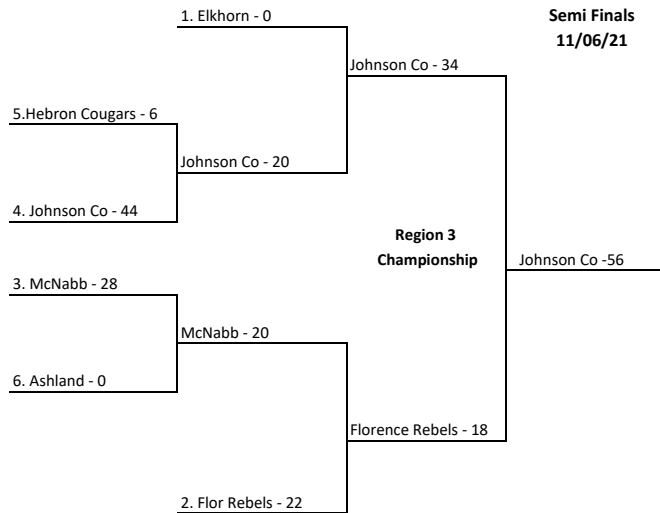 1. Elkhorn - 0
Semi Finals
11/06/21
Johnson Co - 34
5.Hebron Cougars - 6
Johnson Co - 20
4. Johnson Co - 44
Region 3
Championship
Johnson Co -56
3. McNabb - 28
McNabb - 20
6. Ashland - 0
Florence Rebels - 18
2. Flor Rebels - 22